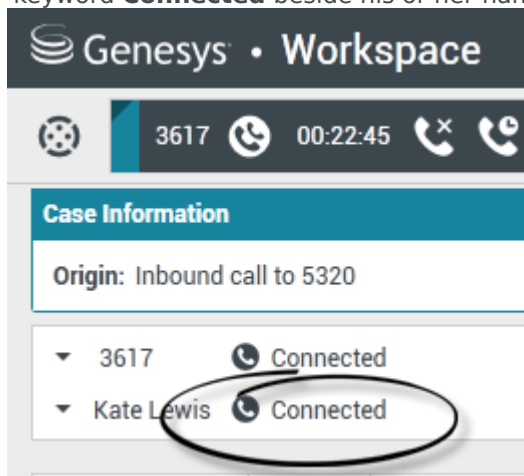 keyword Connected beside his or her nam
Genesys • Workspace
3617 00:22:45
Case Information
Origin: Inbound call to 5320
3617 Connected
Kate Lewis Connected